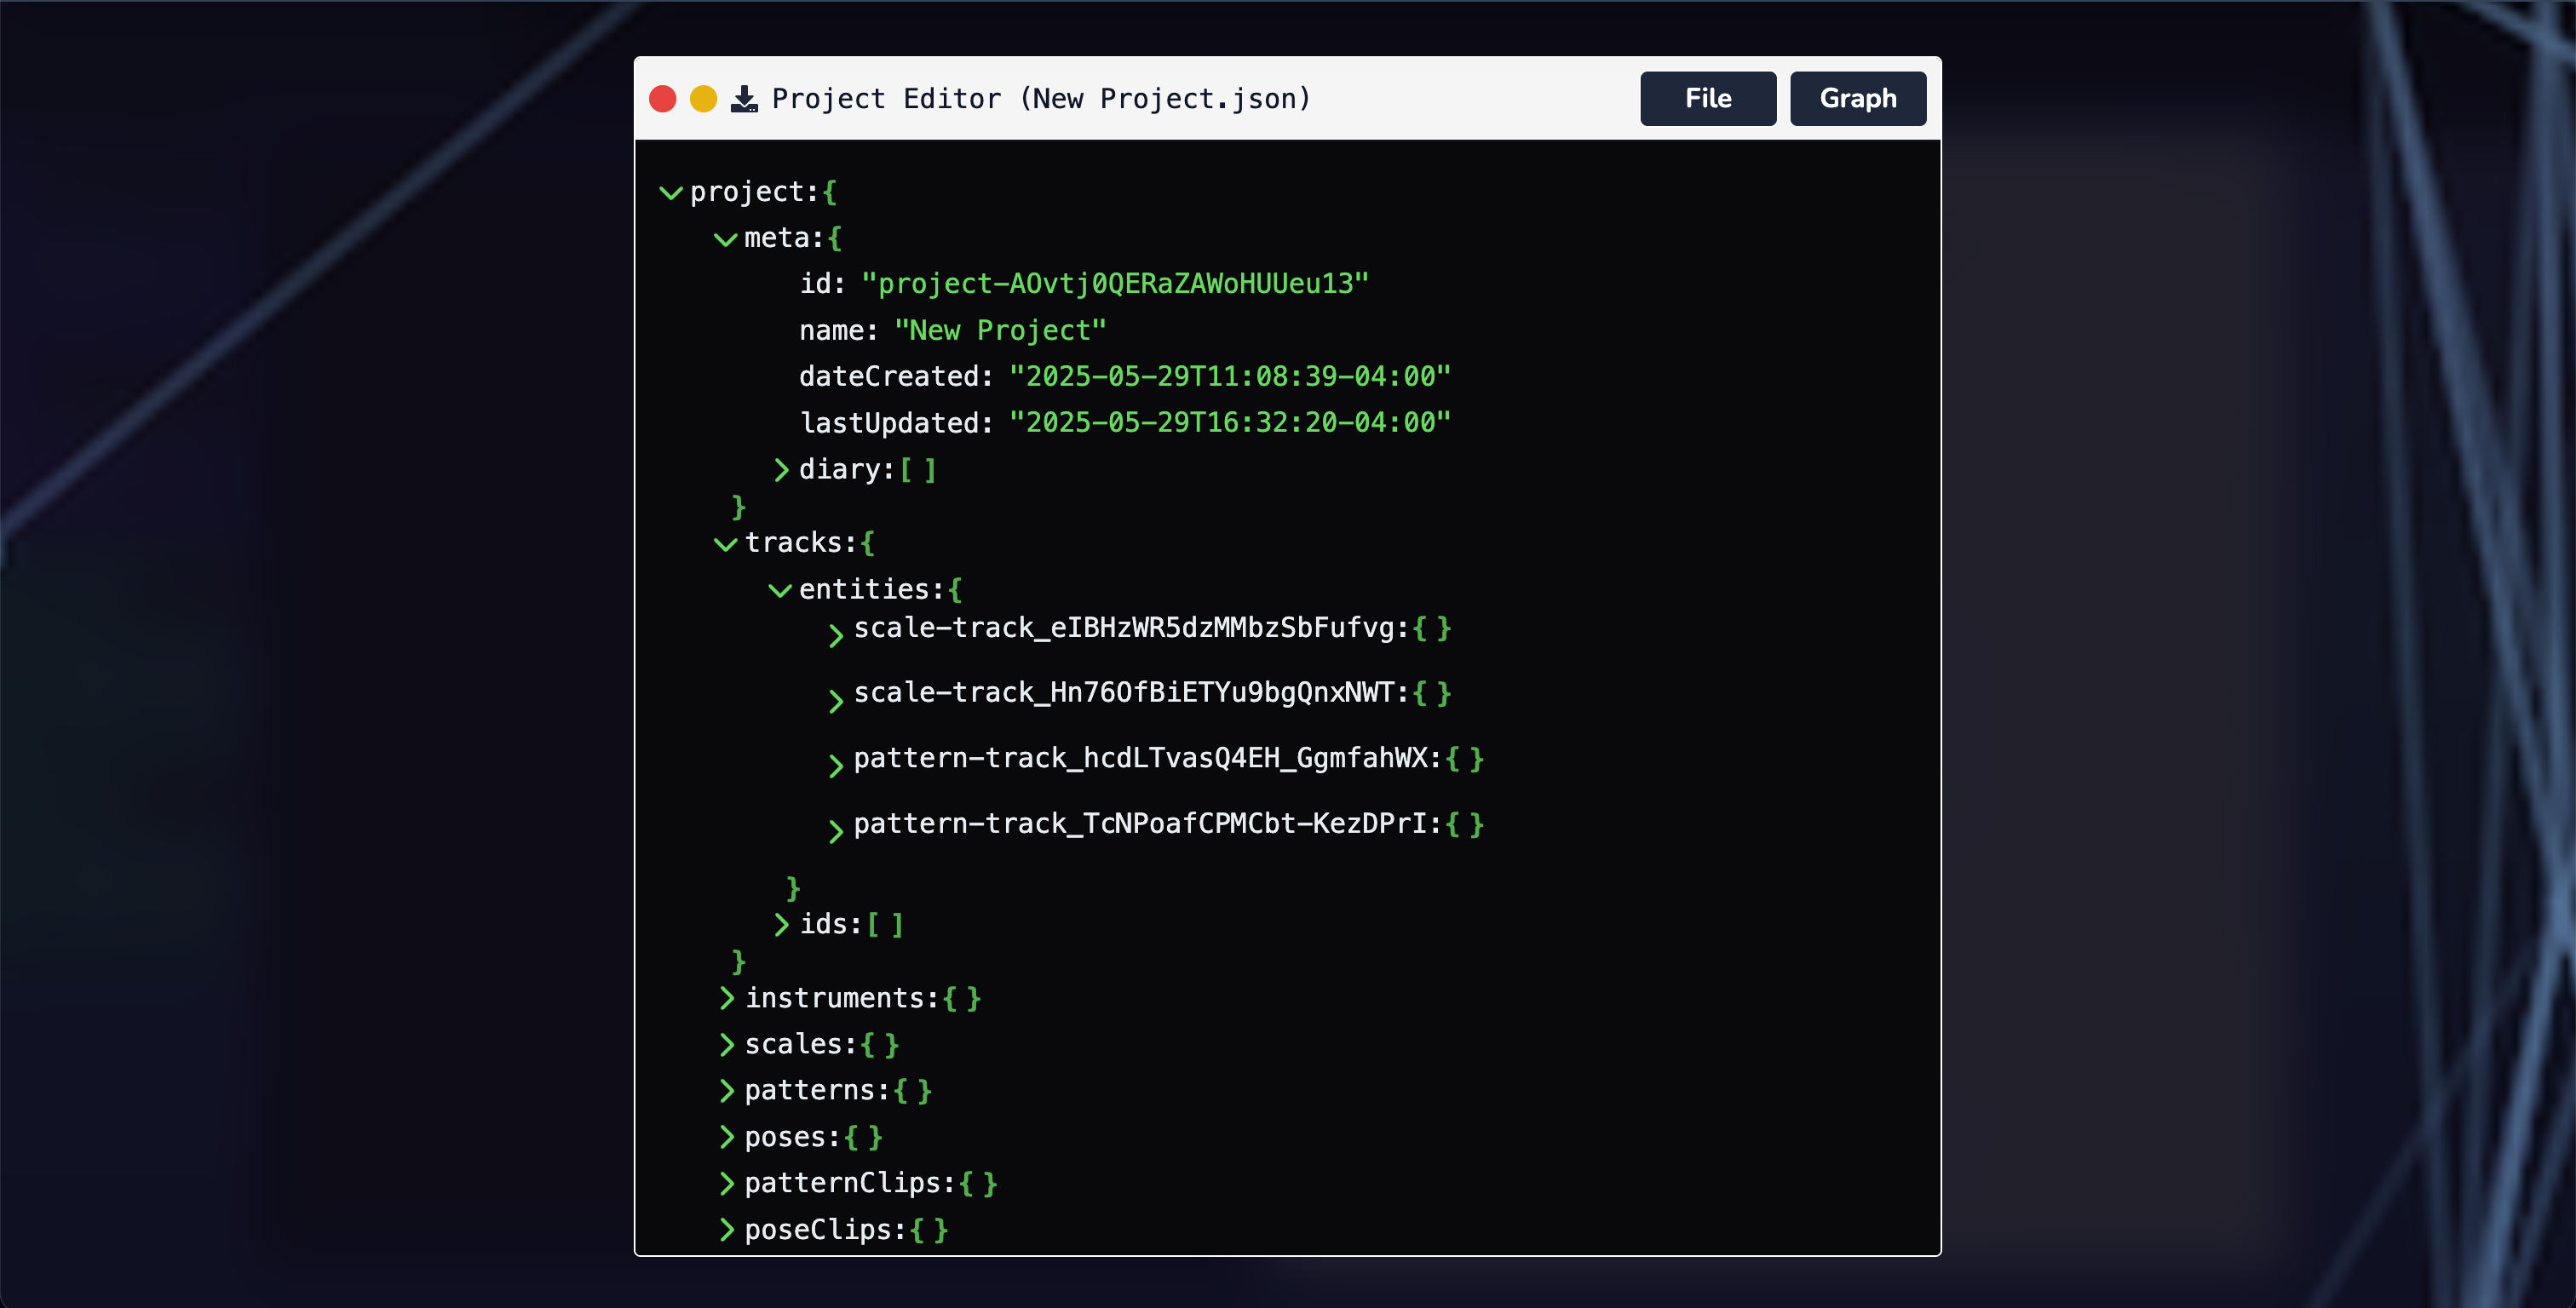 Project Editor (New Project.json) File Graph
project:{
meta:{
id: "project-AOvtj0QERaZAWoHUUeu13"
name: "New Project"
dateCreated: "2025-05-29T11:08:39-04:00"
lastUpdated: "2025-05-29T16:32:20-04:00"
diary:[ ]
}
tracks:{
entities:{
scale-track_eIBHzWR5dzMMbzSbFufvg:{ }
scale-track_Hn76OfBiETYu9bgQnxNWT:{ }
pattern-track_hcdLTvasQ4EH_GgmfahWX:{ }
pattern-track_TcNPoafCPMCbt-KezDPrI:{ }
}
ids:[ ]
}
instruments:{ }
scales:{ }
patterns:{ }
poses:{ }
patternClips:{ }
poseClips:{ }